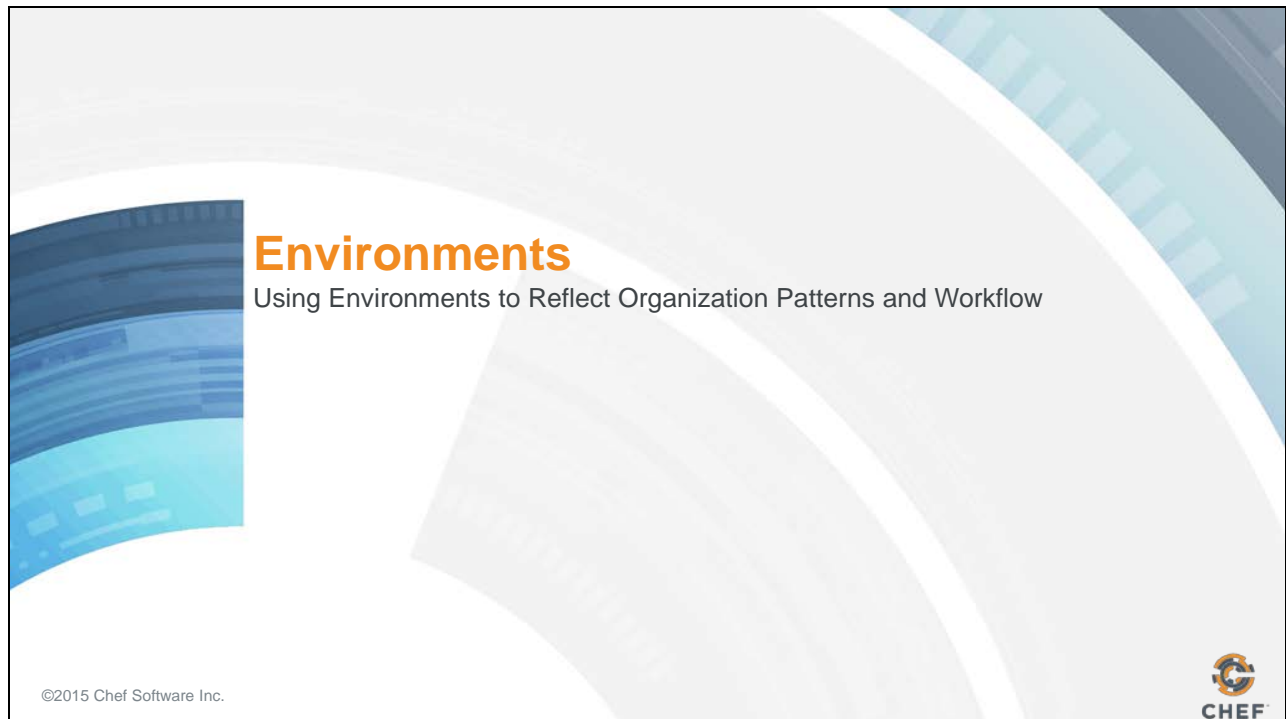 Environments
Using Environments to Reflect Organization Patterns and Workflow
©2015 Chef Software Inc.
CHEF